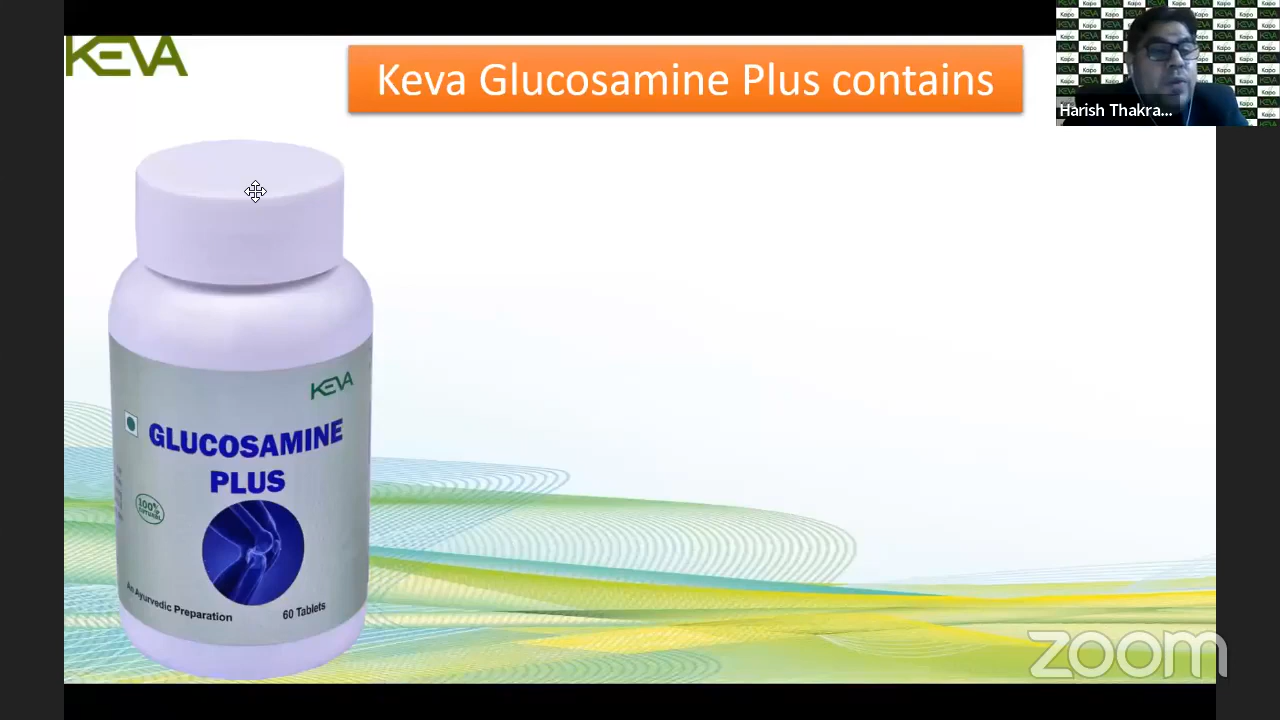 KEVA
Keva Glucosamine Plus contains
Harish Thakra...
KEVA
GLUCOSAMINE
PLUS
100%
An Ayurvedic Preparation
60 Tablets
zoom